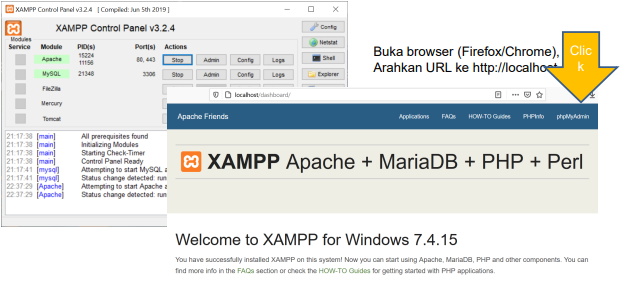 XAMPP Control Panel v3.2.4 [ Compiled: Jun 5th 2019 ]
XAMPP Control Panel v3.2.4
Config
Modules
Service Module PID(s) Port(s) Actions
Netstat
Apache 15224 11156 80, 443 Stop Admin Config Logs
Shell
MySQL 21348 3306 Stop Admin Config Logs
Explorer
FileZilla
Mercury
Tomcat
21:17:38 [main] All prerequisites found
21:17:38 [main] Initializing Modules
21:17:38 [main] Starting Check-Timer
21:17:38 [main] Control Panel Ready
21:17:41 [mysql] Attempting to start MySQL a
21:17:41 [mysql] Status change detected: run
22:37:29 [Apache] Attempting to start Apache a
22:37:29 [Apache] Status change detected: run
Buka browser (Firefox/Chrome),
Arahkan URL ke http://localhost
Clic
k
localhost/dashboard/
Apache Friends Applications FAQs HOW-TO Guides PHPInfo phpMyAdmin
XAMPP Apache + MariaDB + PHP + Perl
Welcome to XAMPP for Windows 7.4.15
You have successfully installed XAMPP on this system! Now you can start using Apache, MariaDB, PHP and other components. You can
find more info in the FAQs section or check the HOW-TO Guides for getting started with PHP applications.